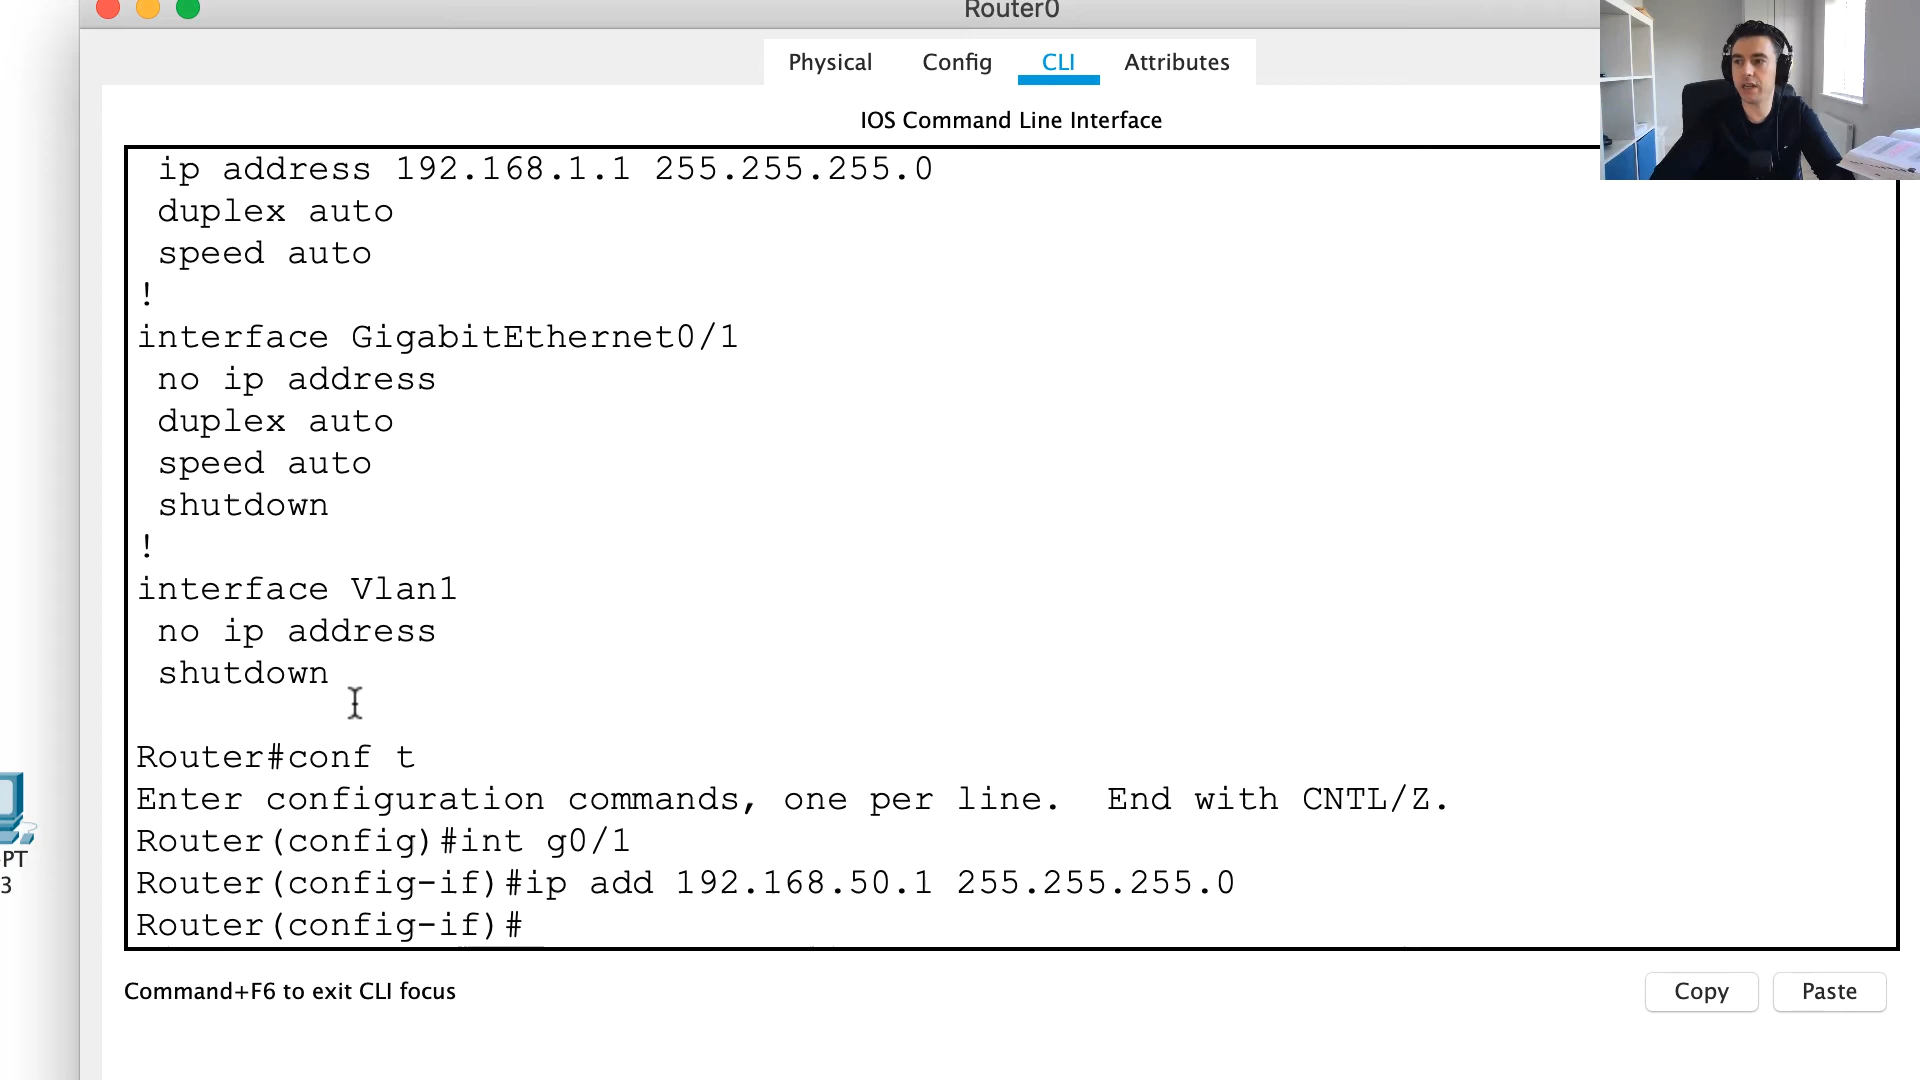 Router0
Physical Config CLI Attributes
IOS Command Line Interface
ip address 192.168.1.1 255.255.255.0
duplex auto
speed auto
!
interface GigabitEthernet0/1
no ip address
duplex auto
speed auto
shutdown
!
interface Vlan1
no ip address
shutdown
Router#conf t
Enter configuration commands, one per line.  End with CNTL/Z.
Router(config)#int g0/1
Router(config-if)#ip add 192.168.50.1 255.255.255.0
Router(config-if)#
-PT
3
Command+F6 to exit CLI focus
Copy Paste